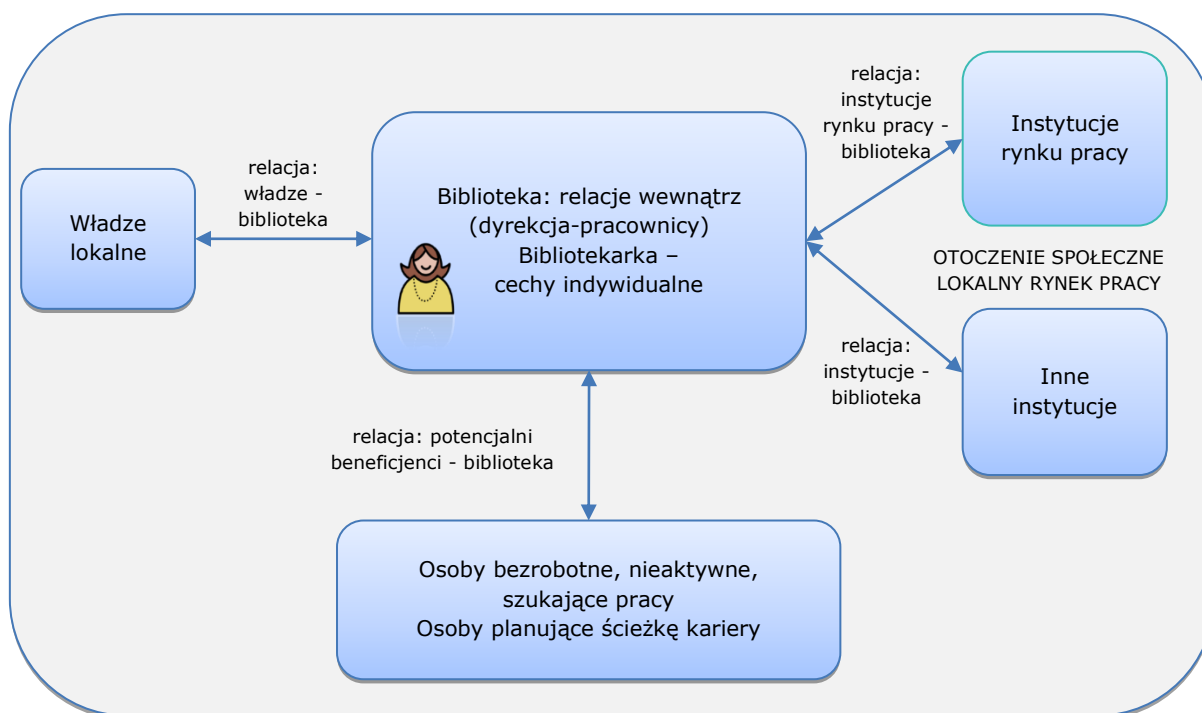 Władze
lokalne
relacja:
władze -
biblioteka
Biblioteka: relacje wewnątrz
(dyrekcja-pracownicy)
Bibliotekarka –
cechy indywidualne
relacja:
instytucje
rynku pracy -
biblioteka
Instytucje
rynku pracy
OTOCZENIE SPOŁECZNE
LOKALNY RYNEK PRACY
relacja:
instytucje -
biblioteka
Inne
instytucje
relacja: potencjalni
beneficjenci - biblioteka
Osoby bezrobotne, nieaktywne,
szukające pracy
Osoby planujące ścieżkę kariery